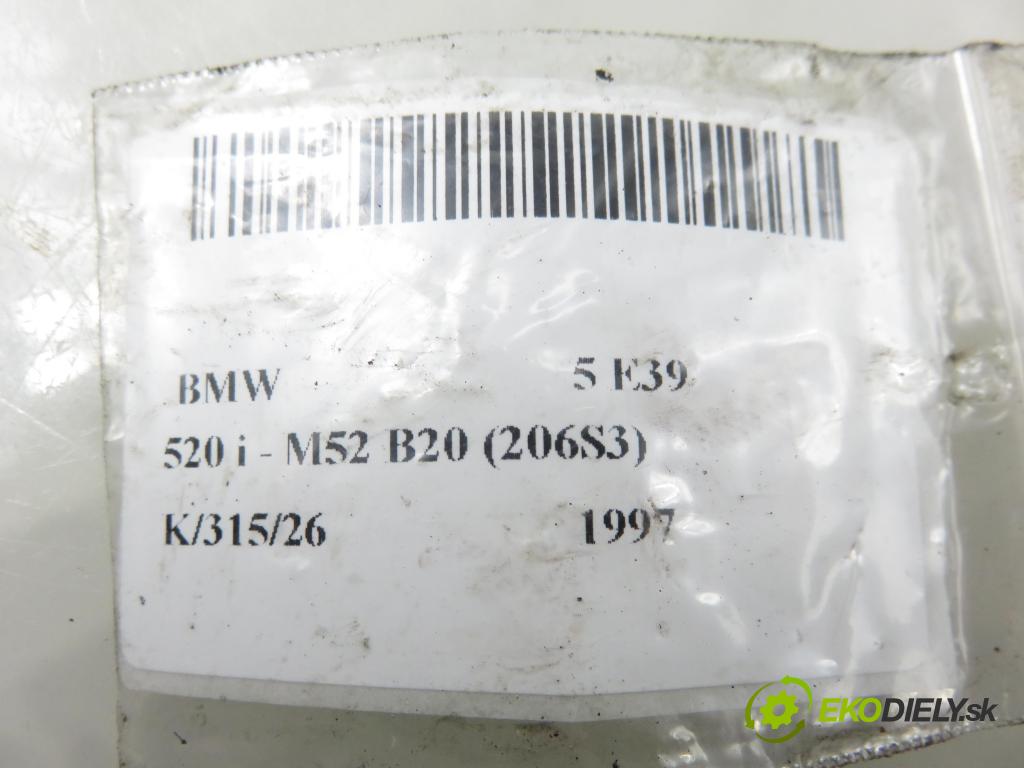 BMW 5 E39
520 i - M52 B20 (206S3)
K/315/26 1997
EKODIELY.sk